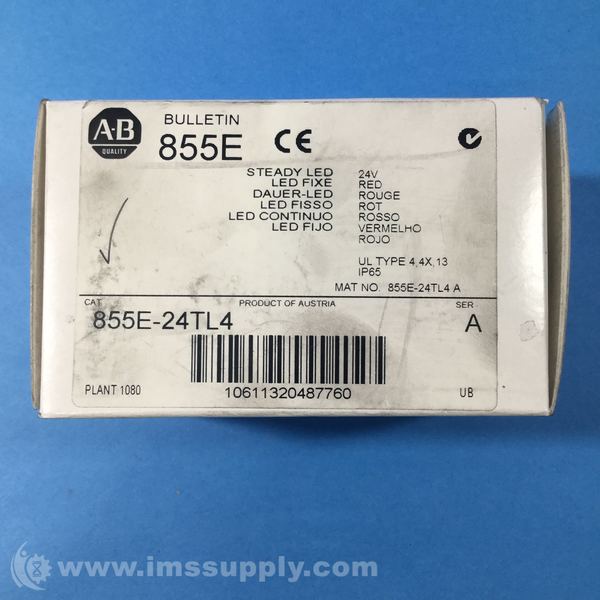 A-B
QUALITY
BULLETIN
855E CE
STEADY LED 24V
LED FIXE RED
DAUER-LED ROUGE
LED FISSO ROT
LED CONTINUO ROSSO
LED FIJO VERMELHO
ROJO
UL TYPE 4,4X,13
IP65
MAT NO. 855E-24TL4 A
CAT PRODUCT OF AUSTRIA SER
855E-24TL4 A
PLANT 1080 10611320487760 UB
www.imssupply.com